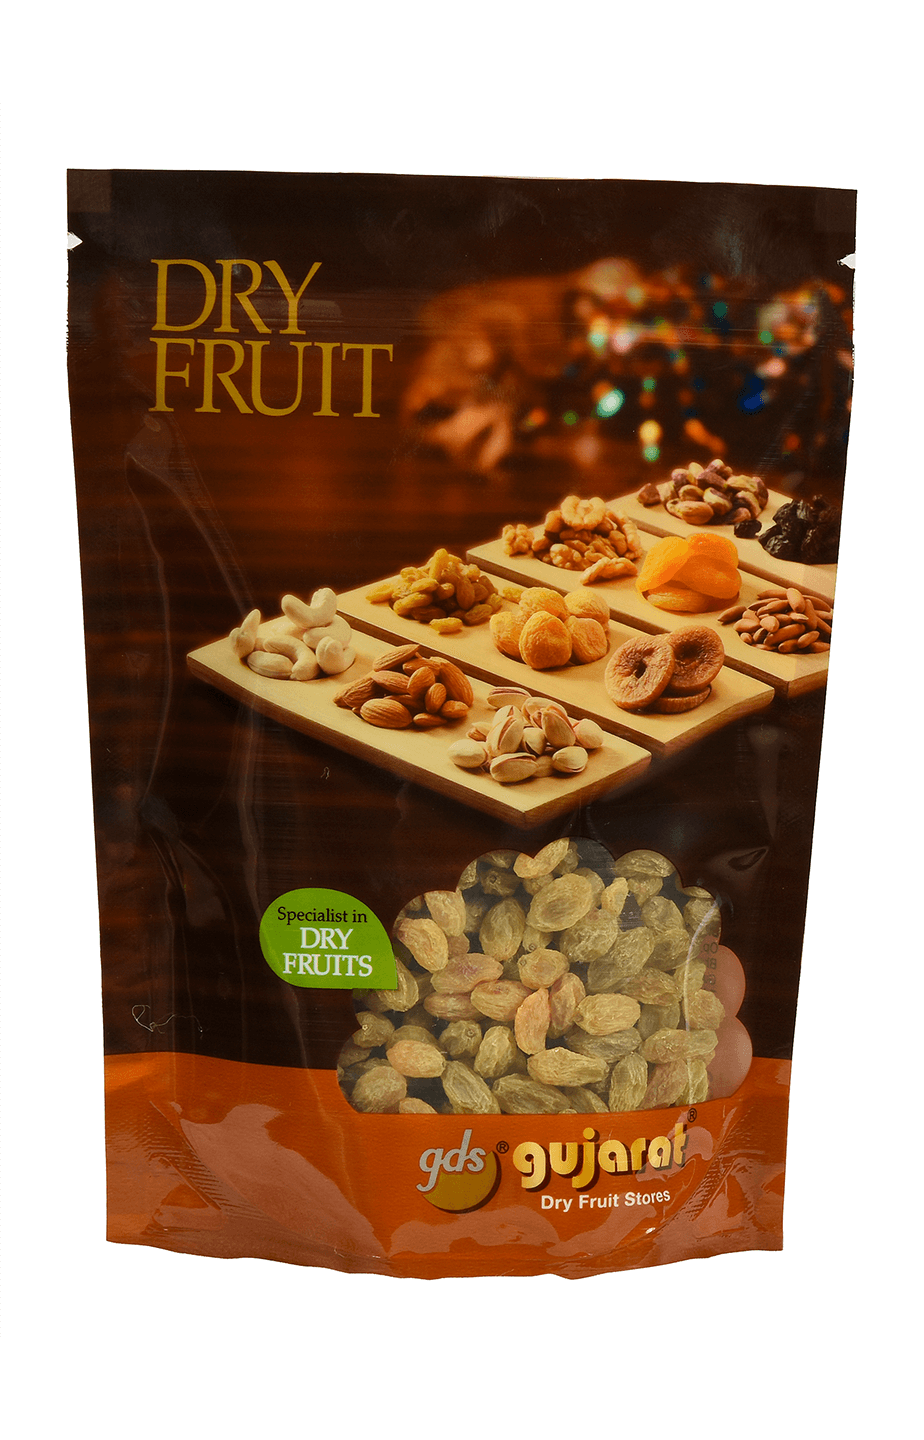 DRY
FRUIT
Specialist in
DRY
FRUITS
gds® gujarat®
Dry Fruit Stores